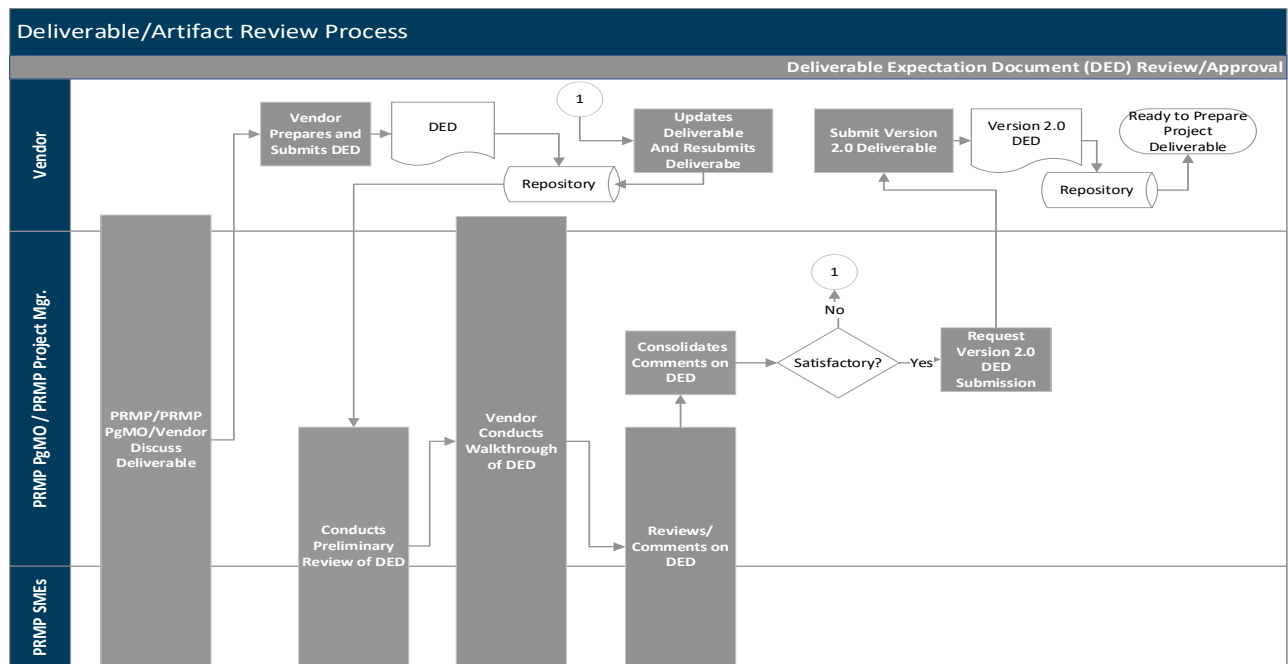 Deliverable/Artifact Review Process
Deliverable Expectation Document (DED) Review/Approval
Vendor
Vendor
Prepares and
Submits DED
DED
1
Updates
Deliverable
And Resubmits
Deliverabe
Repository
Submit Version
2.0 Deliverable
Version 2.0
DED
Repository
Ready to Prepare
Project
Deliverable
PRMP PgMO / PRMP Project Mgr.
PRMP/PRMP
PgMO/Vendor
Discuss
Deliverable
Conducts
Preliminary
Review of DED
Vendor
Conducts
Walkthrough
of DED
Reviews/
Comments on
DED
Consolidates
Comments on
DED
Satisfactory?
No
1
Yes
Request
Version 2.0
DED
Submission
PRMP SMEs